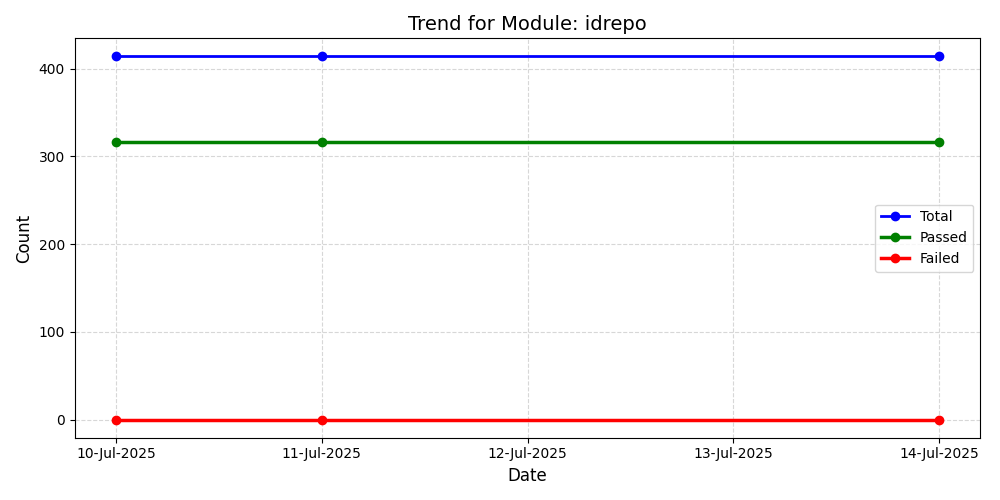 Trend for Module: idrepo
400
300
200
100
0
Count
Total
Passed
Failed
10-Jul-2025
11-Jul-2025
12-Jul-2025
13-Jul-2025
14-Jul-2025
Date